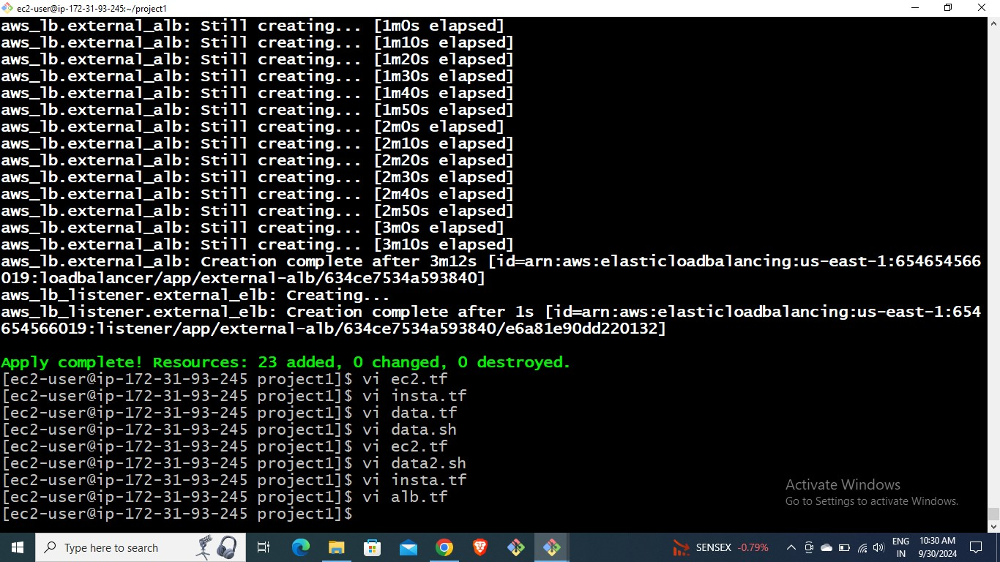 ec2-user@ip-172-31-93-245:~/project1
aws_lb.external_alb: Still creating... [1m0s elapsed]
aws_lb.external_alb: Still creating... [1m10s elapsed]
aws_lb.external_alb: Still creating... [1m20s elapsed]
aws_lb.external_alb: Still creating... [1m30s elapsed]
aws_lb.external_alb: Still creating... [1m40s elapsed]
aws_lb.external_alb: Still creating... [1m50s elapsed]
aws_lb.external_alb: Still creating... [2m0s elapsed]
aws_lb.external_alb: Still creating... [2m10s elapsed]
aws_lb.external_alb: Still creating... [2m20s elapsed]
aws_lb.external_alb: Still creating... [2m30s elapsed]
aws_lb.external_alb: Still creating... [2m40s elapsed]
aws_lb.external_alb: Still creating... [2m50s elapsed]
aws_lb.external_alb: Still creating... [3m0s elapsed]
aws_lb.external_alb: Still creating... [3m10s elapsed]
aws_lb.external_alb: Creation complete after 3m12s [id=arn:aws:elasticloadbalancing:us-east-1:654654566
019:loadbalancer/app/external-alb/634ce7534a593840]
aws_lb_listener.external_elb: Creating...
aws_lb_listener.external_elb: Creation complete after 1s [id=arn:aws:elasticloadbalancing:us-east-1:654
654566019:listener/app/external-alb/634ce7534a593840/e6a81e90dd220132]
Apply complete! Resources: 23 added, 0 changed, 0 destroyed.
[ec2-user@ip-172-31-93-245 project1]$ vi ec2.tf
[ec2-user@ip-172-31-93-245 project1]$ vi insta.tf
[ec2-user@ip-172-31-93-245 project1]$ vi data.tf
[ec2-user@ip-172-31-93-245 project1]$ vi data.sh
[ec2-user@ip-172-31-93-245 project1]$ vi ec2.tf
[ec2-user@ip-172-31-93-245 project1]$ vi data2.sh
[ec2-user@ip-172-31-93-245 project1]$ vi insta.tf
[ec2-user@ip-172-31-93-245 project1]$ vi alb.tf
[ec2-user@ip-172-31-93-245 project1]$
Activate Windows
Go to Settings to activate Windows.
Type here to search
SENSEX -0.79%
ENG
IN
10:30 AM
9/30/2024